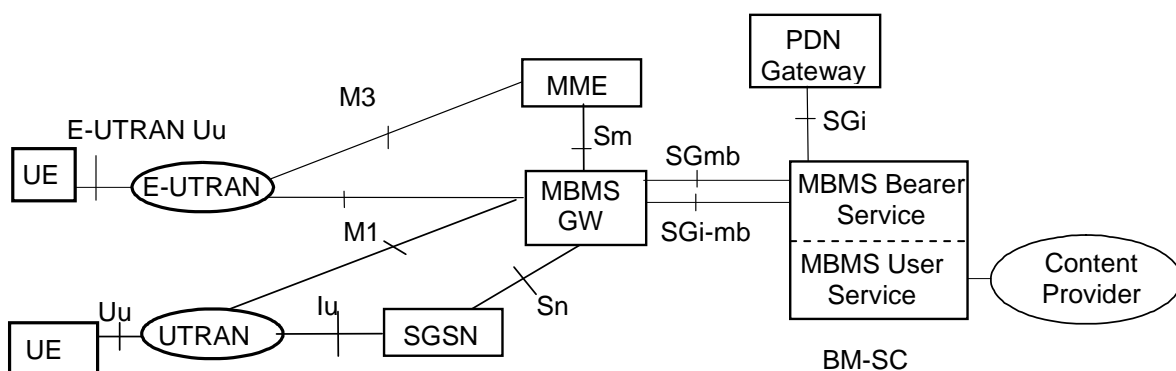 PDN
Gateway
MME
M3
SGi
E-UTRAN Uu
Sm
SGmb
UE
E-UTRAN
MBMS
GW
MBMS Bearer
Service
M1
SGi-mb
MBMS User
Service
Content
Provider
Uu
Iu
Sn
UE
UTRAN
SGSN
BM-SC